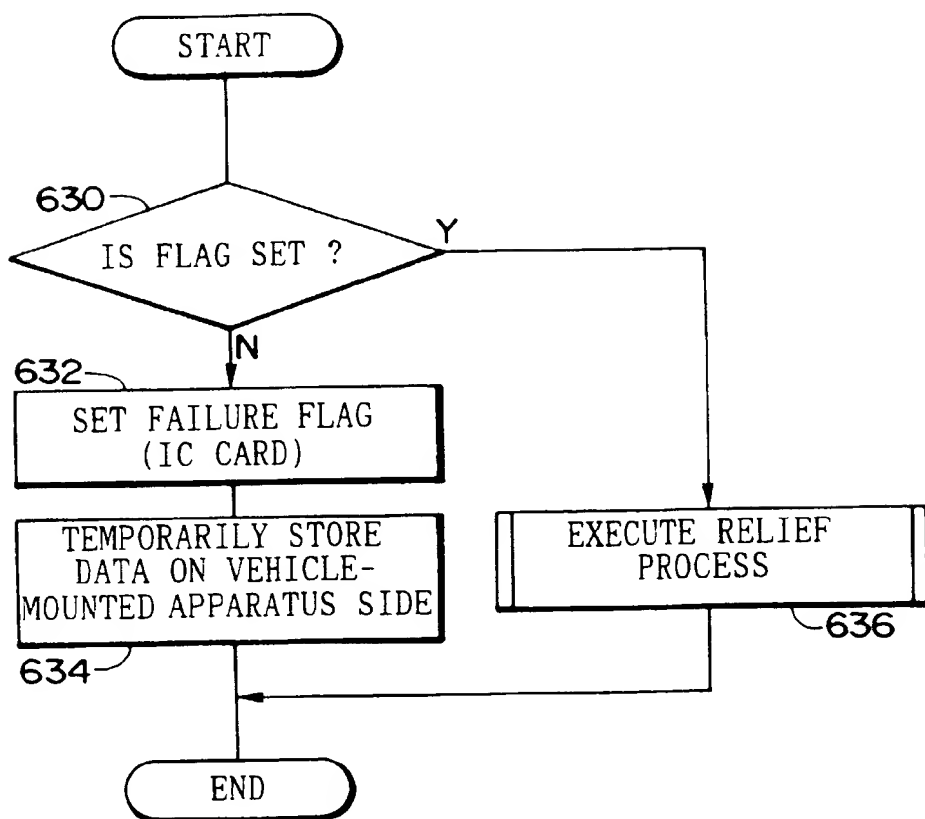 START
630
IS FLAG SET ?
Y
N
632
SET FAILURE FLAG
(IC CARD)
TEMPORARILY STORE
DATA ON VEHICLE-
MOUNTED APPARATUS SIDE
634
EXECUTE RELIEF
PROCESS
636
END